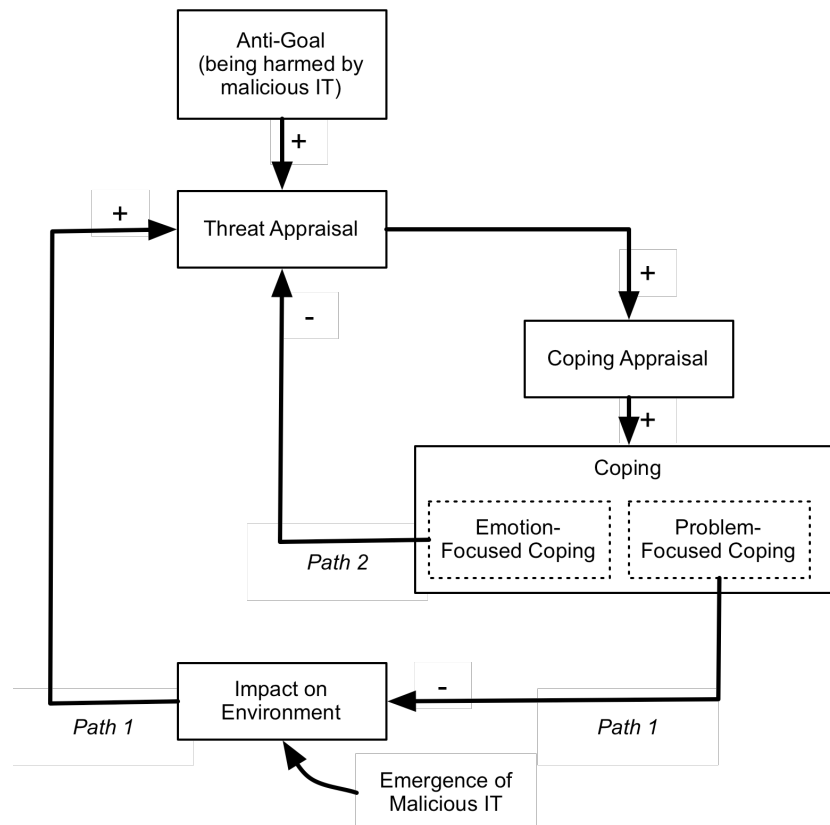 Anti-Goal
(being harmed by
malicious IT)
+
+
Threat Appraisal
+
-
Coping Appraisal
+
Coping
Emotion-
Focused Coping
Problem-
Focused Coping
Path 2
Impact on
Environment
-
Path 1
Path 1
Emergence of
Malicious IT